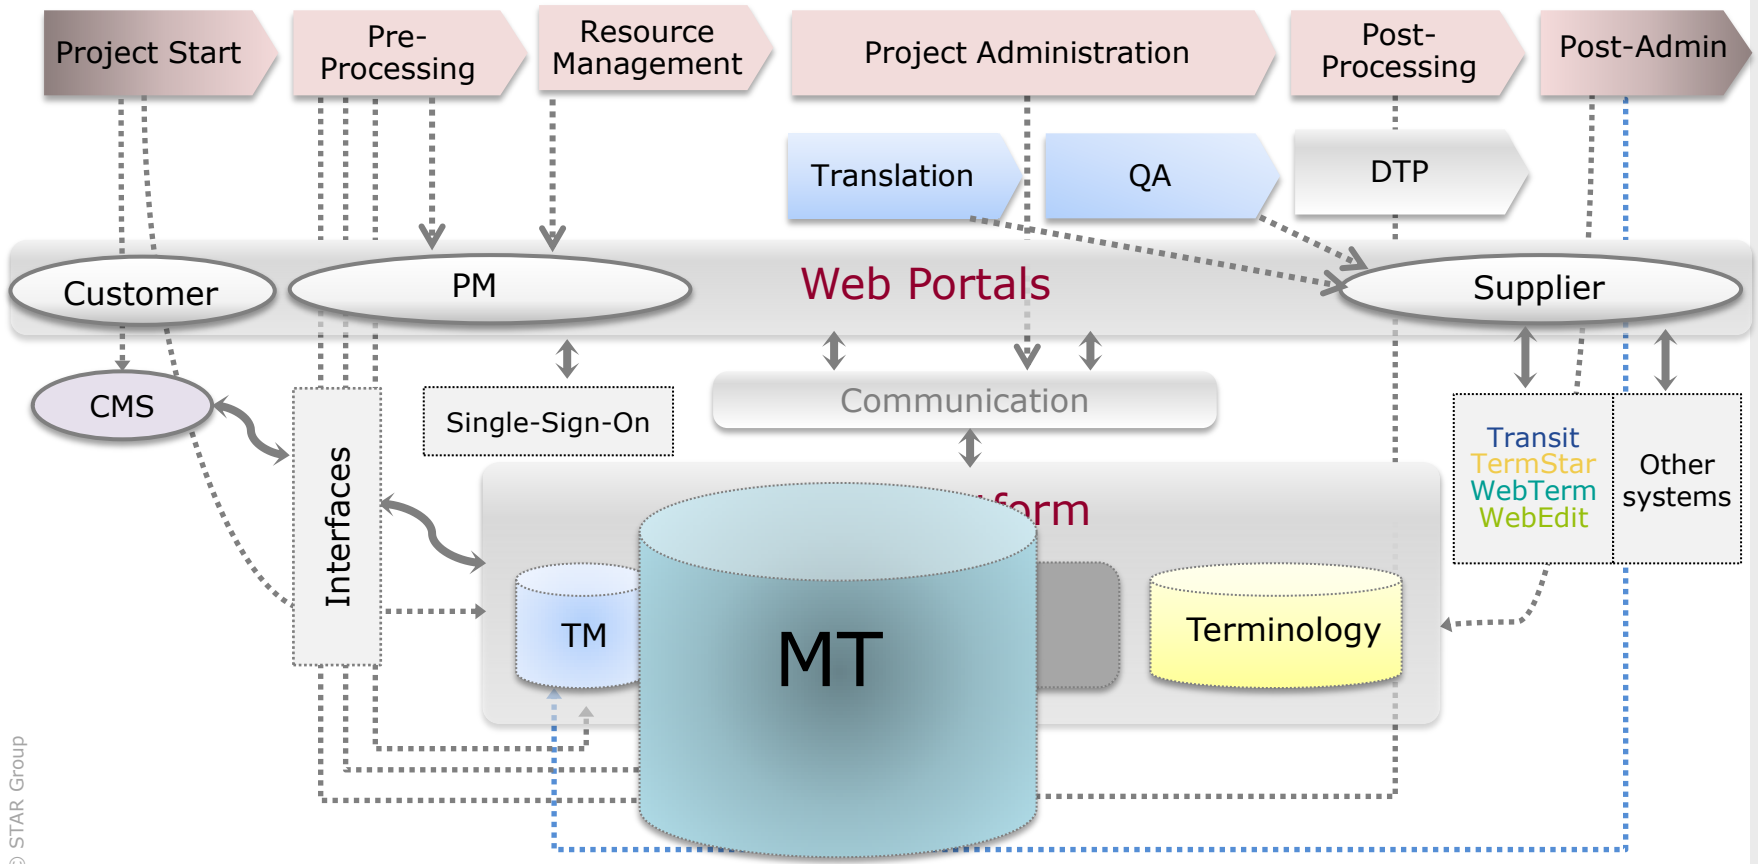 Project Start
Pre-
Processing
Resource
Management
Project Administration
Post-
Processing
Post-Admin
Translation
QA
DTP
Customer
PM
Web Portals
Supplier
CMS
Single-Sign-On
Communication
Interfaces
Transit
TermStar
WebTerm
WebEdit
Other
systems
TM
MT
Terminology
© STAR Group